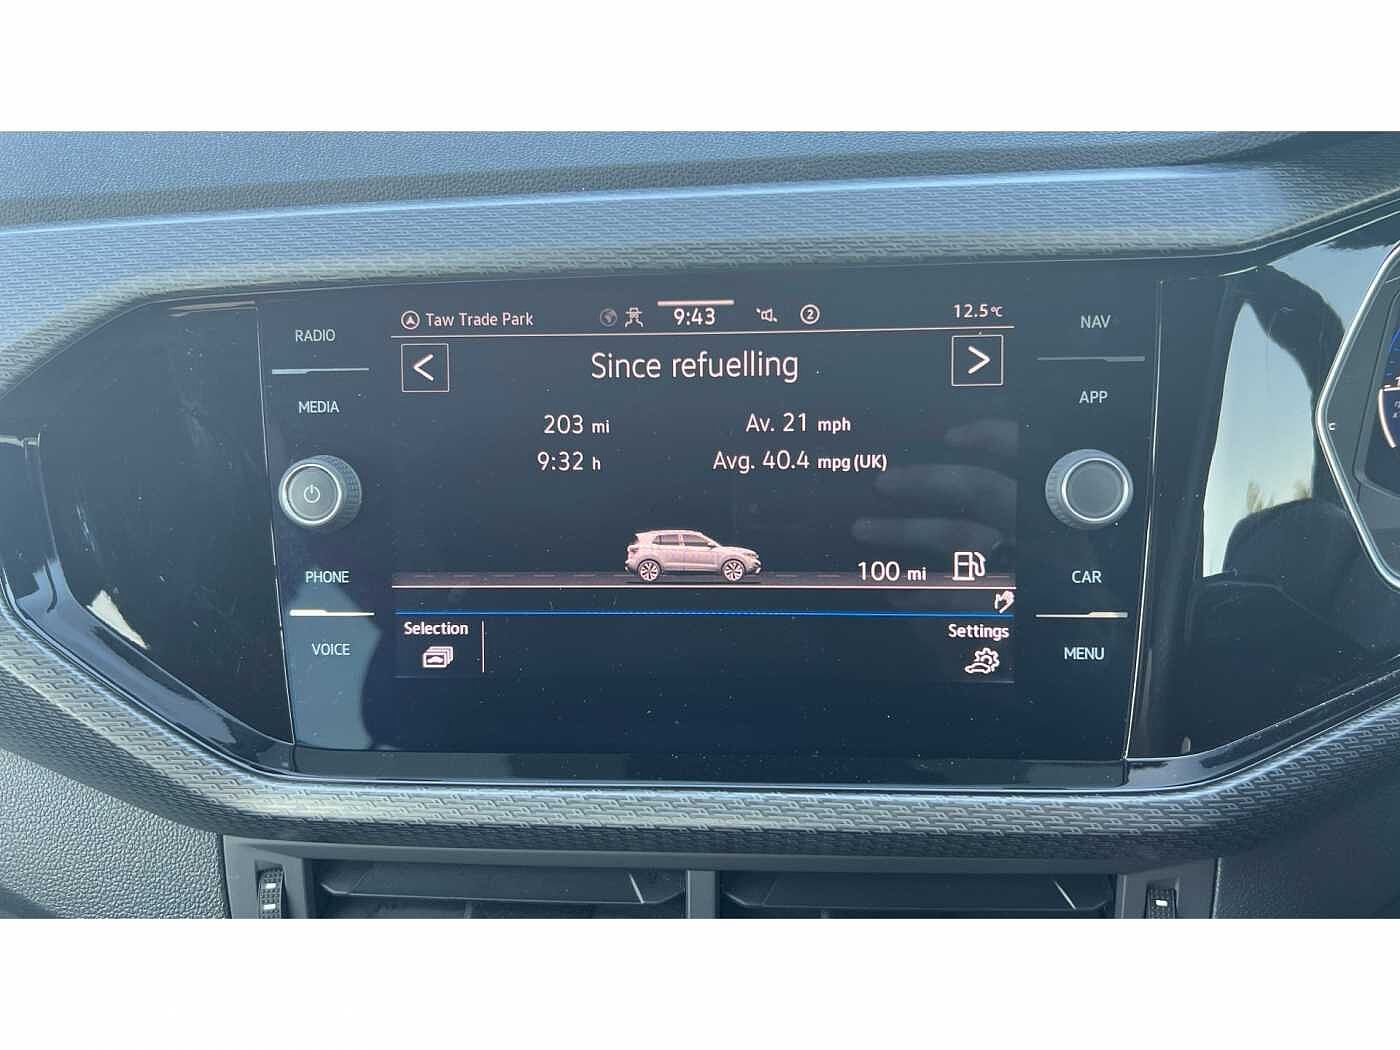 RADIO
MEDIA
PHONE
VOICE
Taw Trade Park
9:43
2
12.5°C
<
Since refuelling
>
203 mi
Av. 21 mph
9:32 h
Avg. 40.4 mpg (UK)
100 mi
Selection
Settings
NAV
APP
CAR
MENU